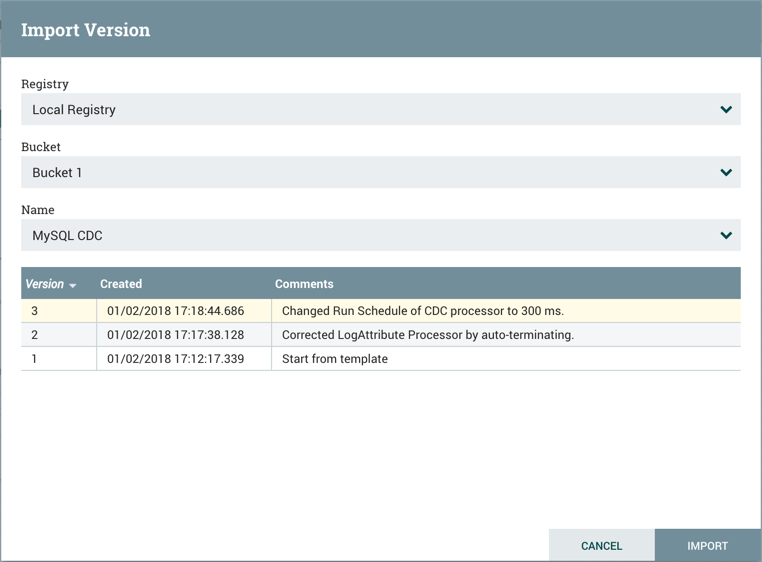 Import Version
Registry
Local Registry
Bucket
Bucket 1
Name
MySQL CDC
Version Created Comments
3 01/02/2018 17:18:44.686 Changed Run Schedule of CDC processor to 300 ms.
2 01/02/2018 17:17:38.128 Corrected LogAttribute Processor by auto-terminating.
1 01/02/2018 17:12:17.339 Start from template
CANCEL IMPORT